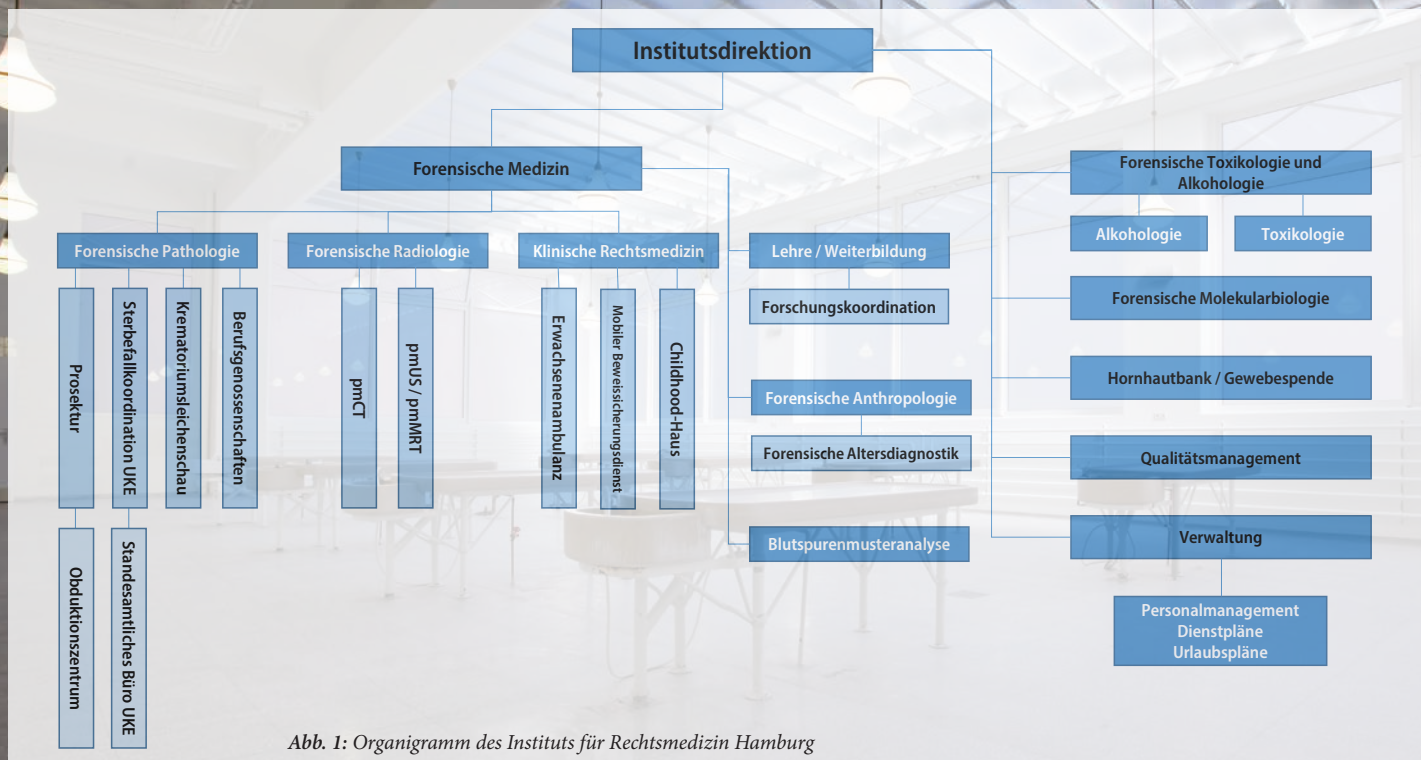 Institutsdirektion
Forensische Medizin
Forensische Pathologie
Prosektur
Obduktionszentrum
Sterbefallkoordination UKE
Standesamtliches Büro UKE
Krematoriumsleichenschau
Berufsgenossenschaften
Forensische Radiologie
pmCT
pmUS / pmMRT
Klinische Rechtsmedizin
Erwachsenenambulanz
Mobiler Beweissicherungsdienst
Childhood-Haus
Lehre / Weiterbildung
Forschungskoordination
Forensische Anthropologie
Forensische Altersdiagnostik
Blutspurenmusteranalyse
Forensische Toxikologie und
Alkohologie
Alkohologie
Toxikologie
Forensische Molekularbiologie
Hornhautbank / Gewebespende
Qualitätsmanagement
Verwaltung
Personalmanagement
Dienstpläne
Urlaubspläne
Abb. 1: Organigramm des Instituts für Rechtsmedizin Hamburg